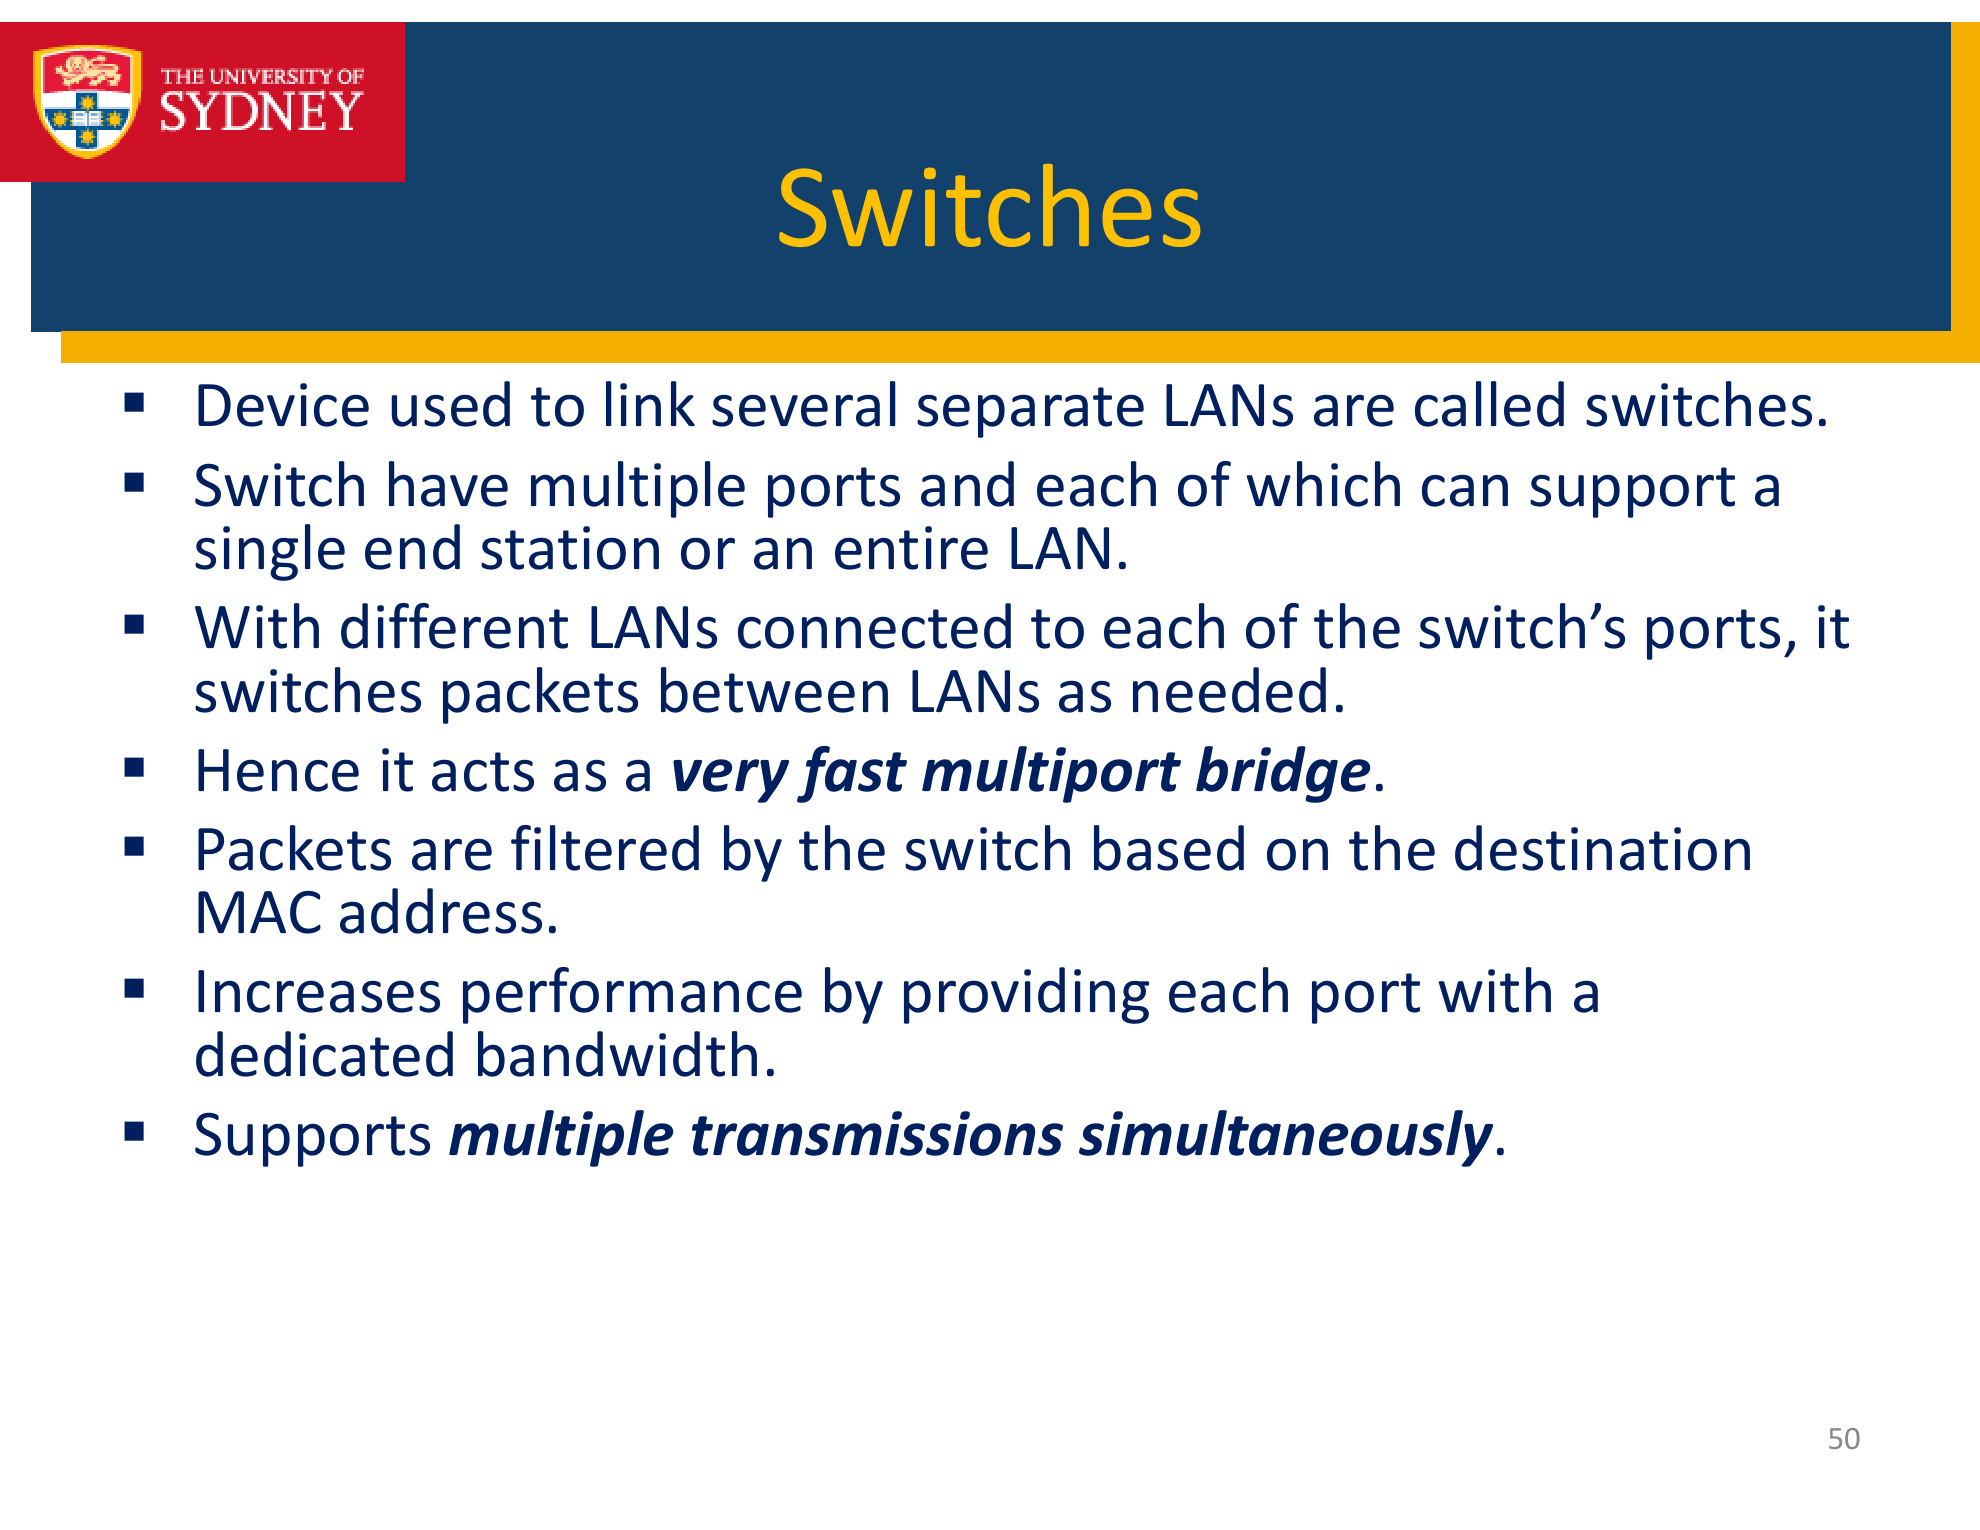 THE UNIVERSITY OF
SYDNEY
Switches
▪ Device used to link several separate LANs are called switches.
▪ Switch have multiple ports and each of which can support a
single end station or an entire LAN.
▪ With different LANs connected to each of the switch’s ports, it
switches packets between LANs as needed.
▪ Hence it acts as a very fast multiport bridge.
▪ Packets are filtered by the switch based on the destination
MAC address.
▪ Increases performance by providing each port with a
dedicated bandwidth.
▪ Supports multiple transmissions simultaneously.
50